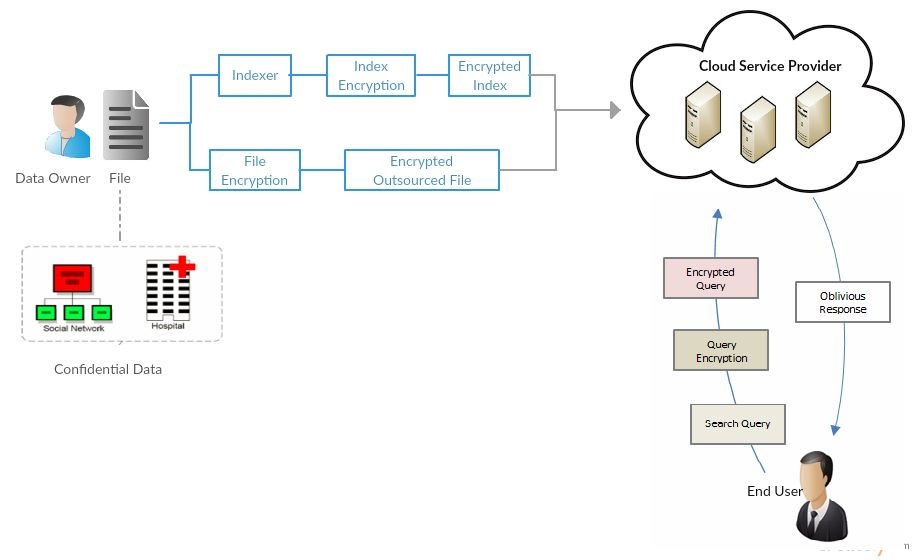 Cloud Service Provider
Indexer
Index
Encryption
Encrypted
Index
File
Encryption
Encrypted
Outsourced File
Data Owner
File
Social Network
Hospital
Confidential Data
Encrypted
Query
Oblivious
Response
Query
Encryption
Search Query
End User